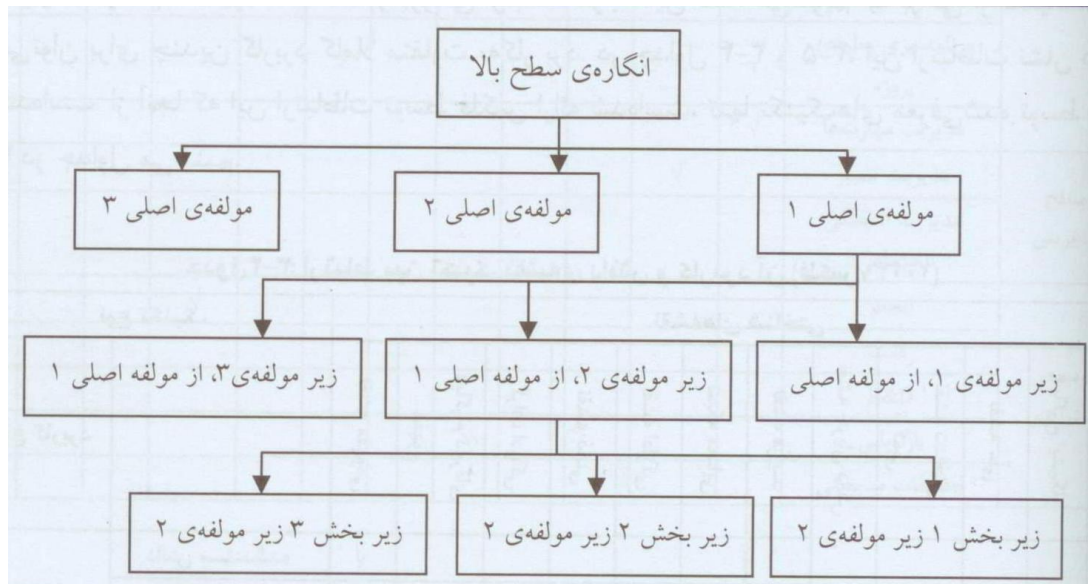 انگاره‌ی سطح بالا
مولفه‌ی اصلی ۱
مولفه‌ی اصلی ۲
مولفه‌ی اصلی ۳
زیر مولفه‌ی ۱، از مولفه اصلی
زیر مولفه‌ی ۲، از مولفه اصلی ۱
زیر مولفه‌ی ۳، از مولفه اصلی ۱
زیر بخش ۱ زیر مولفه‌ی ۲
زیر بخش ۲ زیر مولفه‌ی ۲
زیر بخش ۳ زیر مولفه‌ی ۲